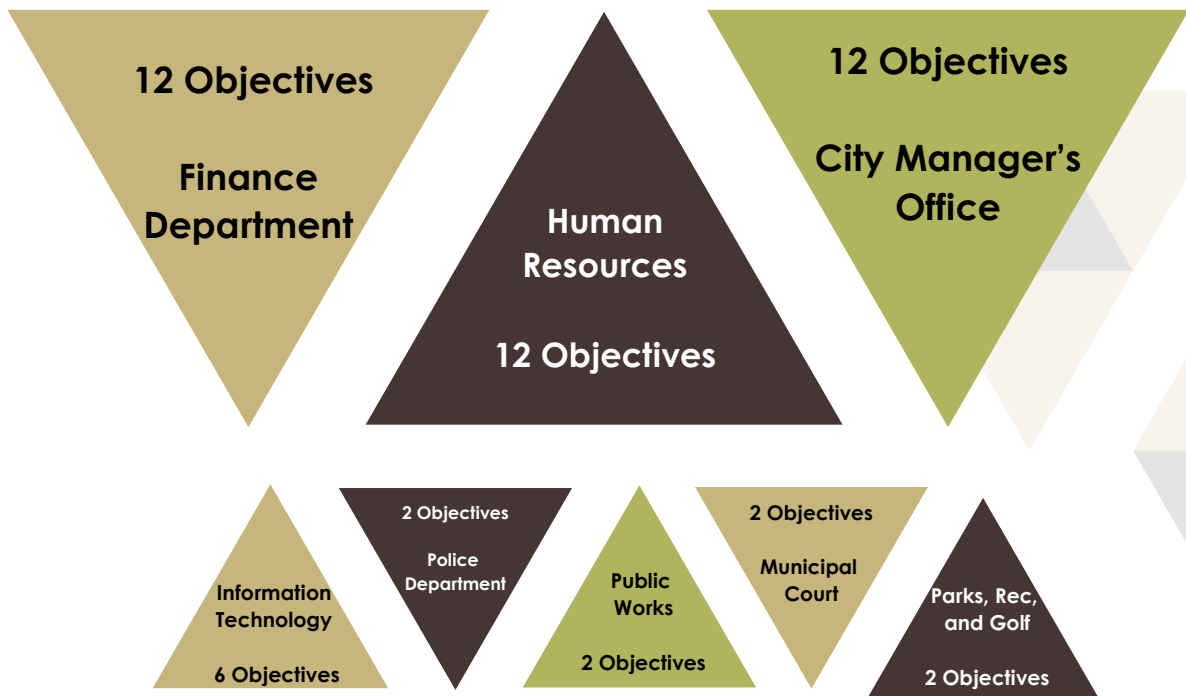 12 Objectives
Finance
Department
Human
Resources
12 Objectives
12 Objectives
City Manager’s
Office
Information
Technology
6 Objectives
2 Objectives
Police
Department
Public
Works
2 Objectives
2 Objectives
Municipal
Court
Parks, Rec,
and Golf
2 Objectives